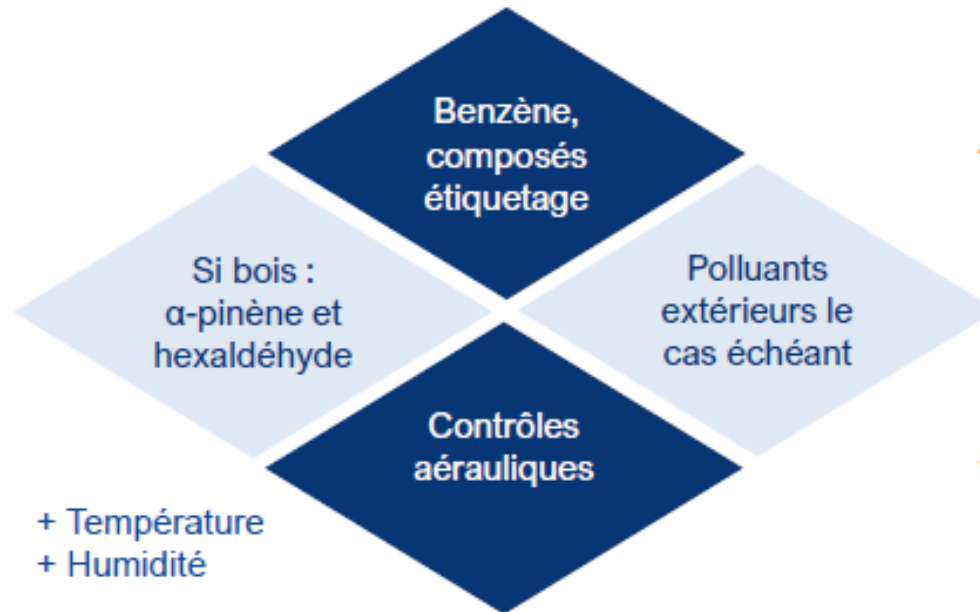 Benzène,
composés
étiquetage
Si bois :
α-pinène et
hexaldéhyde
Polluants
extérieurs le
cas échéant
Contrôles
aérauliques
+ Température
+ Humidité